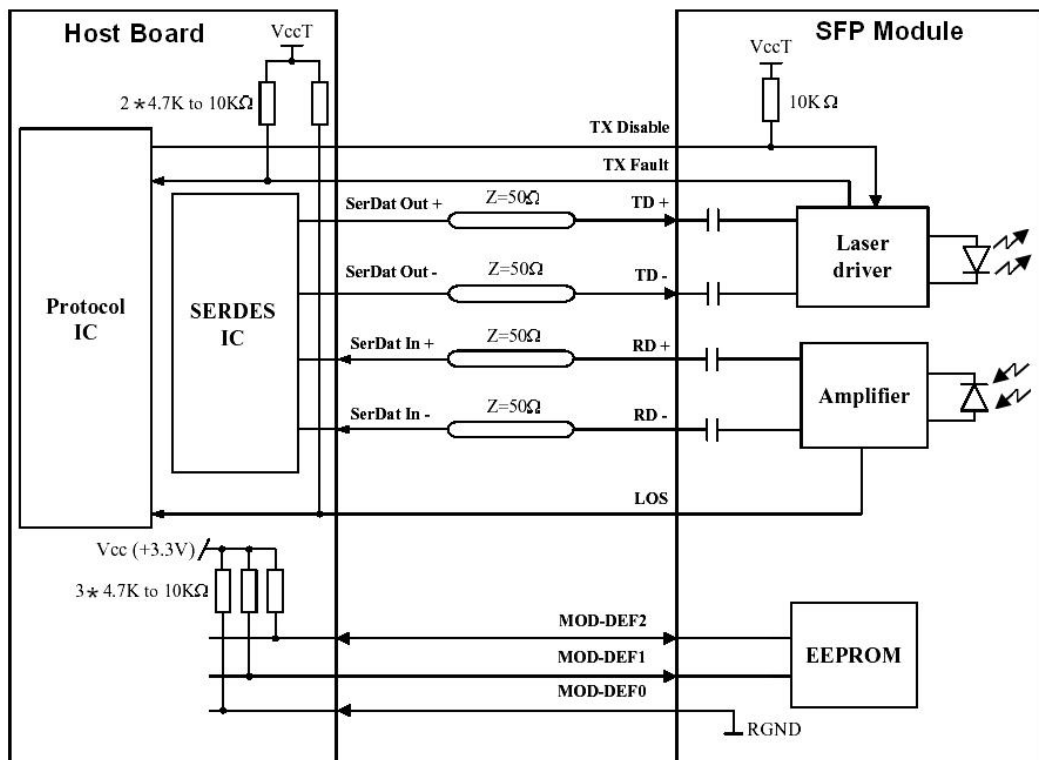 Host Board
SFP Module
VccT
VccT
2*4.7K to 10KΩ
10KΩ
TX Disable
TX Fault
SerDat Out +
Z=50Ω
TD +
Laser driver
SerDat Out -
Z=50Ω
TD -
Protocol IC
SERDES IC
SerDat In +
Z=50Ω
RD +
Amplifier
SerDat In -
Z=50Ω
RD -
LOS
Vcc (+3.3V)
3* 4.7K to 10KΩ
MOD-DEF2
EEPROM
MOD-DEF1
MOD-DEF0
RGND